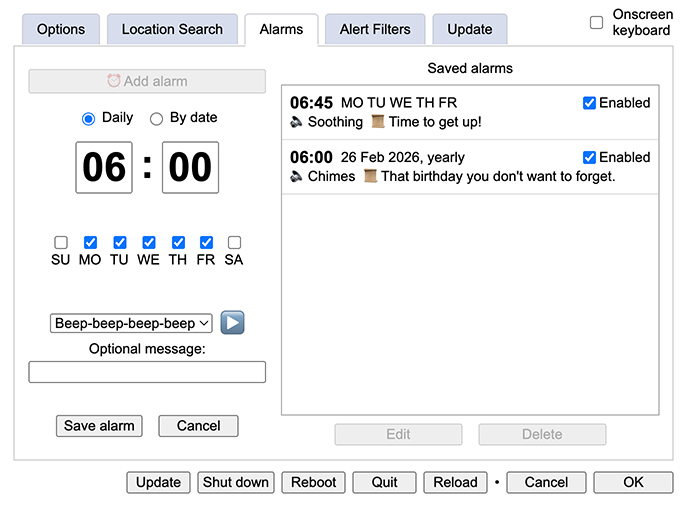 Options
Location Search
Alarms
Alert Filters
Update
Onscreen
keyboard
Add alarm
Daily
By date
06 : 00
SU MO TU WE TH FR SA
Beep-beep-beep-beep
Optional message:
Save alarm
Cancel
Saved alarms
06:45 MO TU WE TH FR
Enabled
Soothing Time to get up!
06:00 26 Feb 2026, yearly
Enabled
Chimes That birthday you don't want to forget.
Edit
Delete
Update
Shut down
Reboot
Quit
Reload
•
Cancel
OK